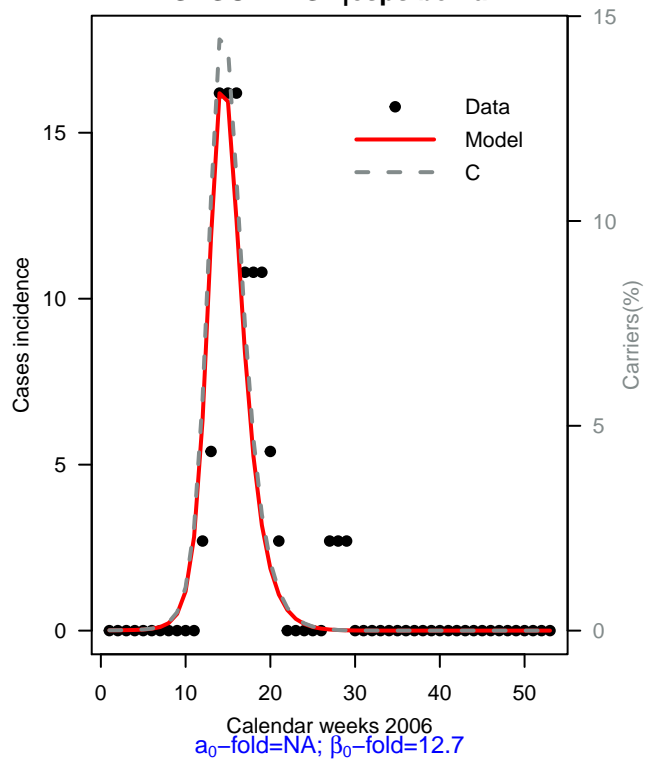 15
Data
Model
C
15
10
5
0
10
5
0
Cases incidence
Carriers(%)
0 10 20 30 40 50
Calendar weeks 2006
a₀−fold=NA; β₀−fold=12.7